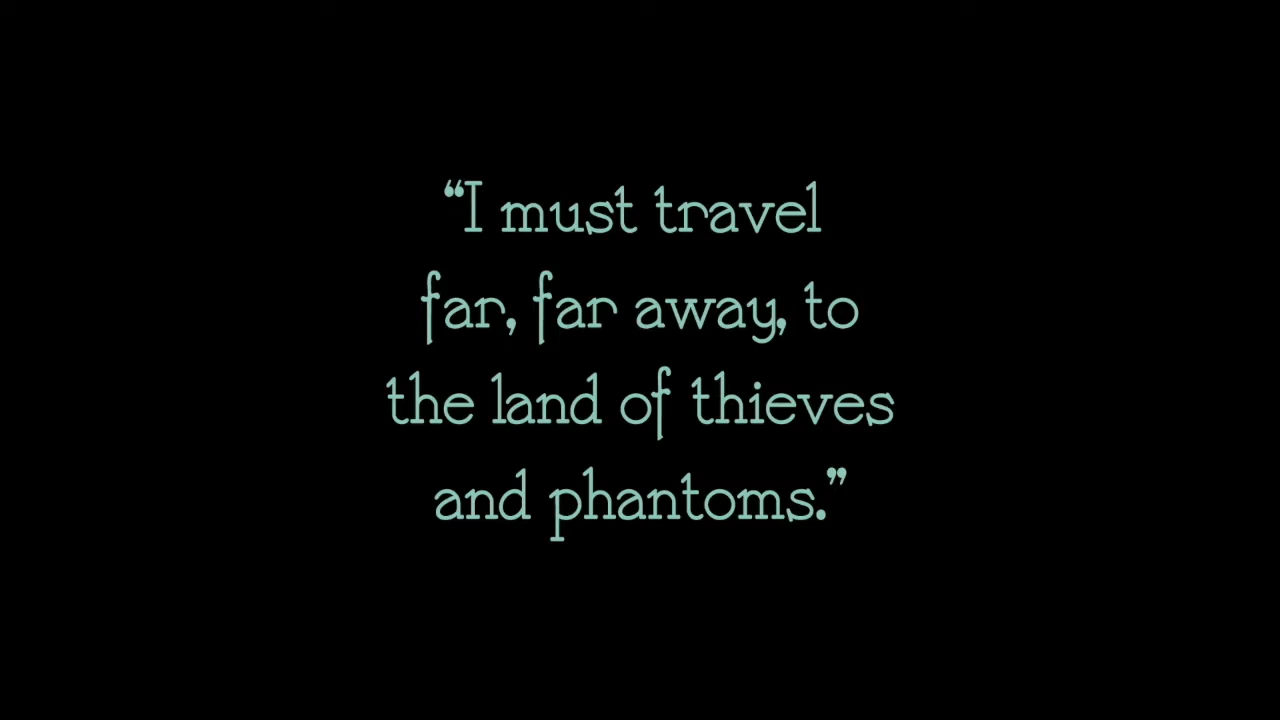 “I must travel
far, far away, to
the land of thieves
and phantoms.”